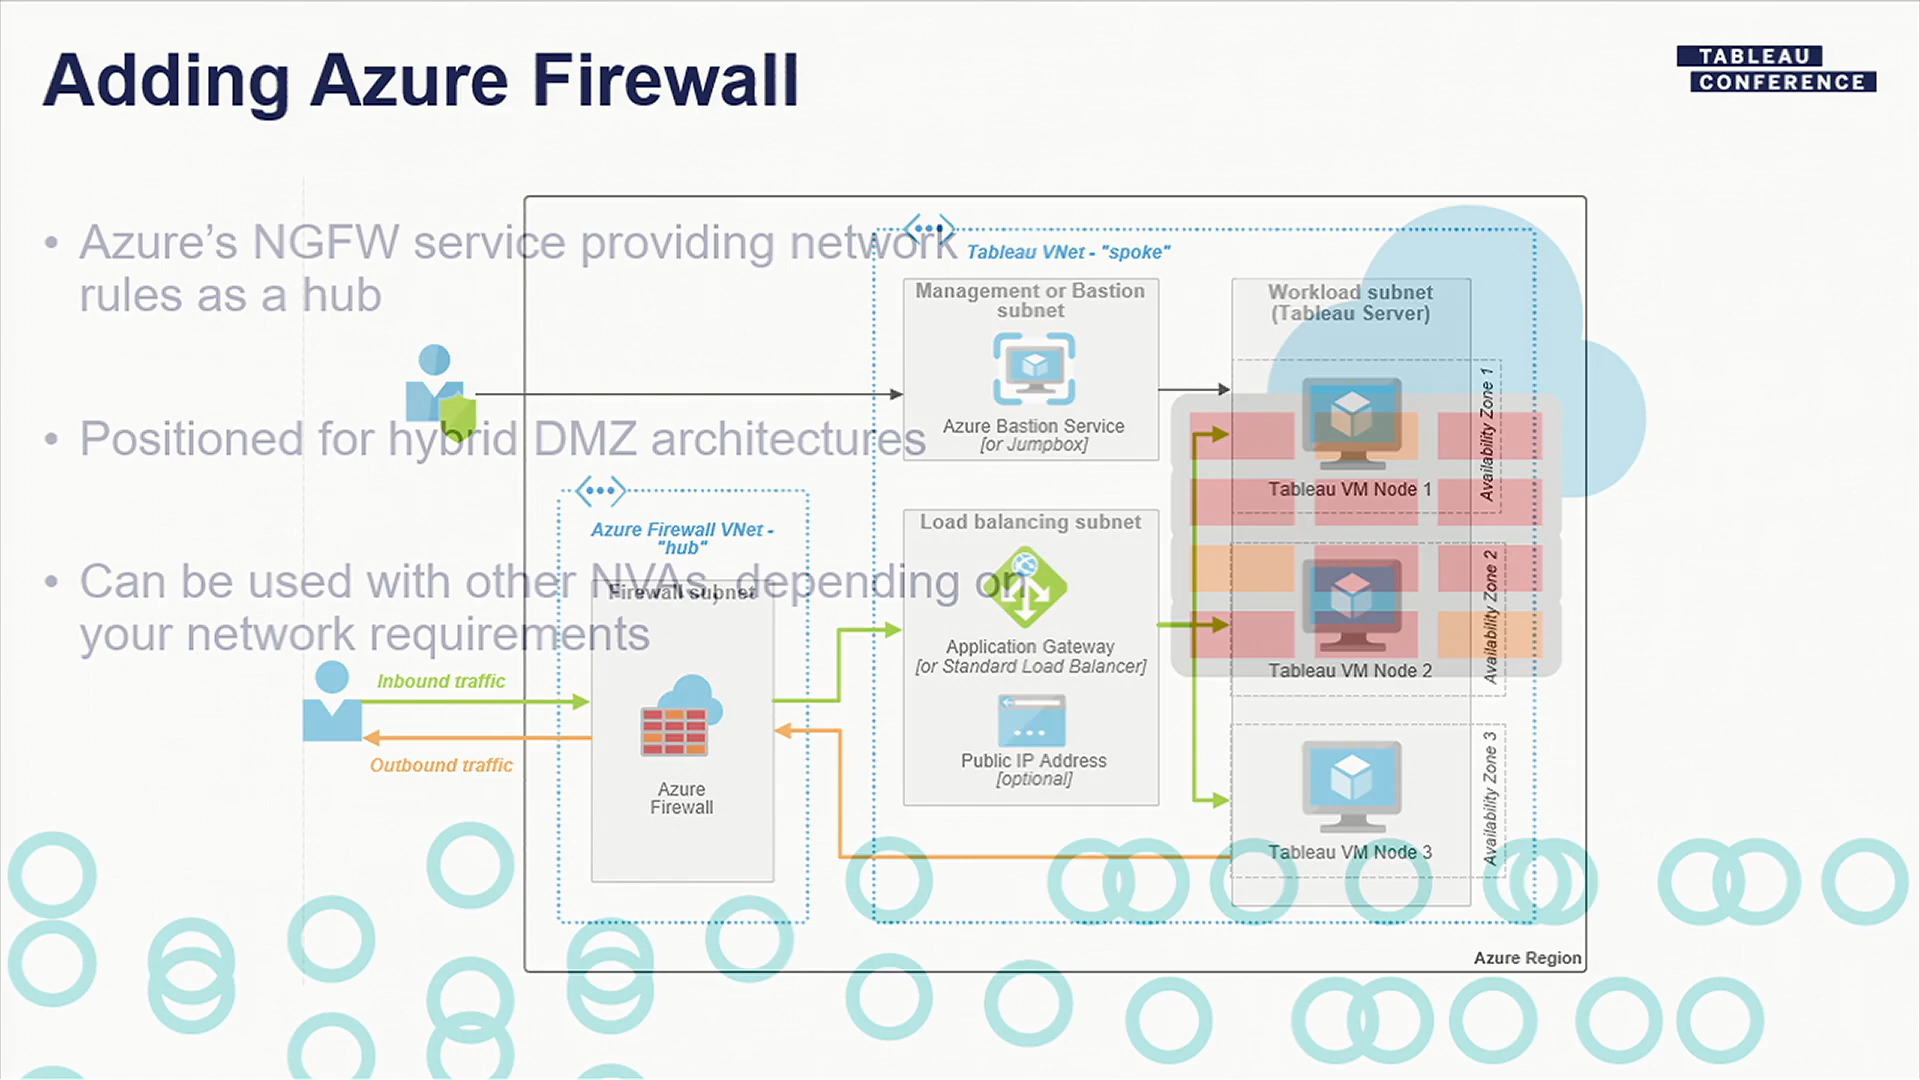 Adding Azure Firewall
TABLEAU
CONFERENCE
• Azure’s NGFW service providing network
rules as a hub
• Positioned for hybrid DMZ architectures
• Can be used with other NVAs, depending on
your network requirements
Tableau VNet - "spoke"
Management or Bastion
subnet
Azure Bastion Service
[or Jumpbox]
Workload subnet
(Tableau Server)
Availability Zone 1
Tableau VM Node 1
Azure Firewall VNet -
"hub"
Firewall subnet
Azure
Firewall
Load balancing subnet
Application Gateway
[or Standard Load Balancer]
Public IP Address
[optional]
Availability Zone 2
Tableau VM Node 2
Availability Zone 3
Tableau VM Node 3
Inbound traffic
Outbound traffic
Azure Region